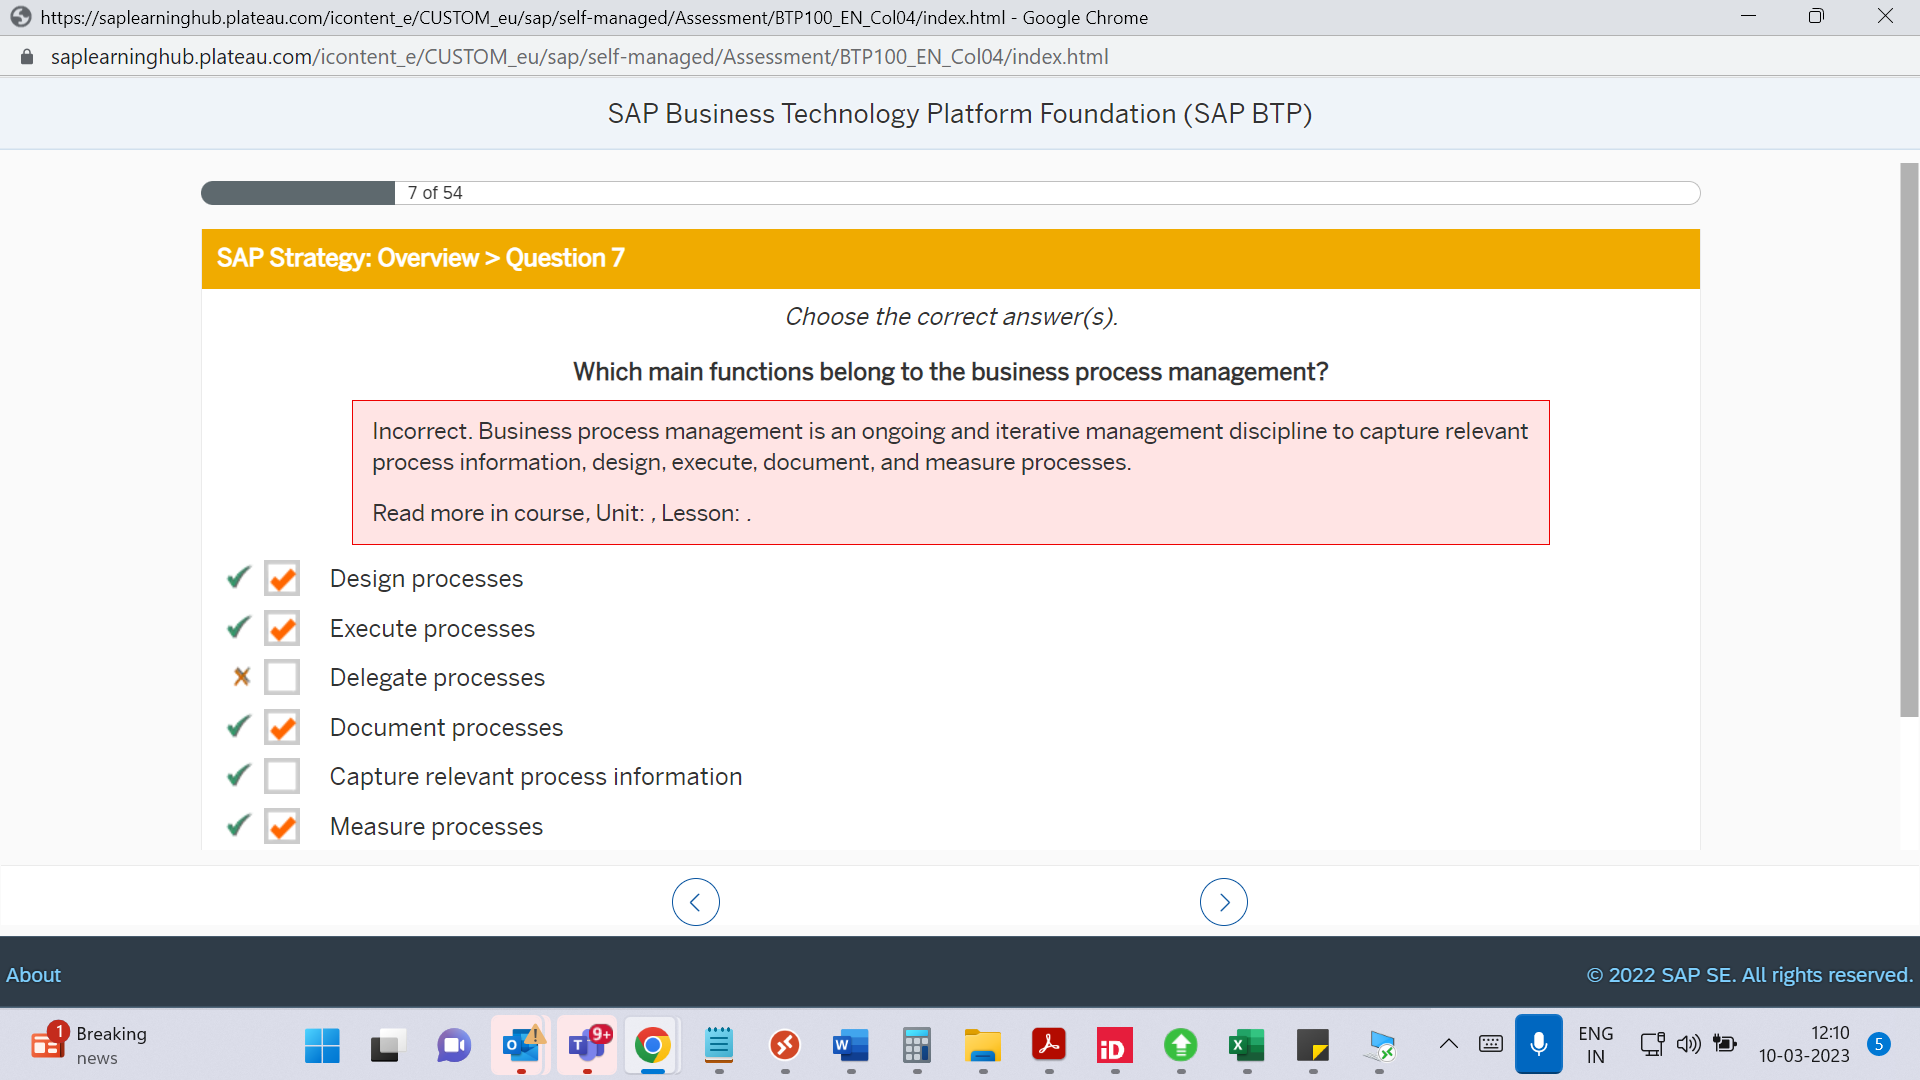 https://saplearninghub.plateau.com/icontent_e/CUSTOM_eu/sap/self-managed/Assessment/BTP100_EN_Col04/index.html - Google Chrome
saplearninghub.plateau.com/icontent_e/CUSTOM_eu/sap/self-managed/Assessment/BTP100_EN_Col04/index.html
SAP Business Technology Platform Foundation (SAP BTP)
7 of 54
SAP Strategy: Overview > Question 7
Choose the correct answer(s).
Which main functions belong to the business process management?
Incorrect. Business process management is an ongoing and iterative management discipline to capture relevant
process information, design, execute, document, and measure processes.
Read more in course, Unit: , Lesson: .
Design processes
Execute processes
Delegate processes
Document processes
Capture relevant process information
Measure processes
About
© 2022 SAP SE. All rights reserved.
1
Breaking
news
O
T
9+
W
iD
X
ENG
IN
12:10
10-03-2023
5